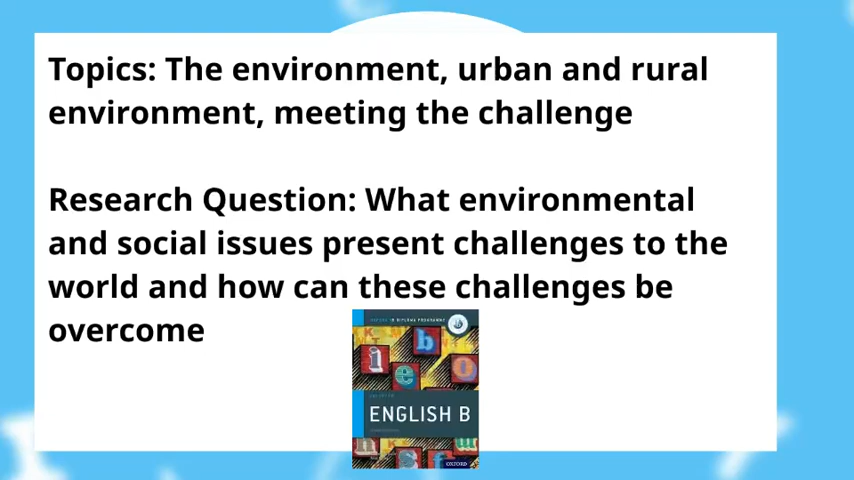 Topics: The environment, urban and rural
environment, meeting the challenge
Research Question: What environmental
and social issues present challenges to the
world and how can these challenges be
overcome
i
b
e
o
ENGLISH B
OXFORD